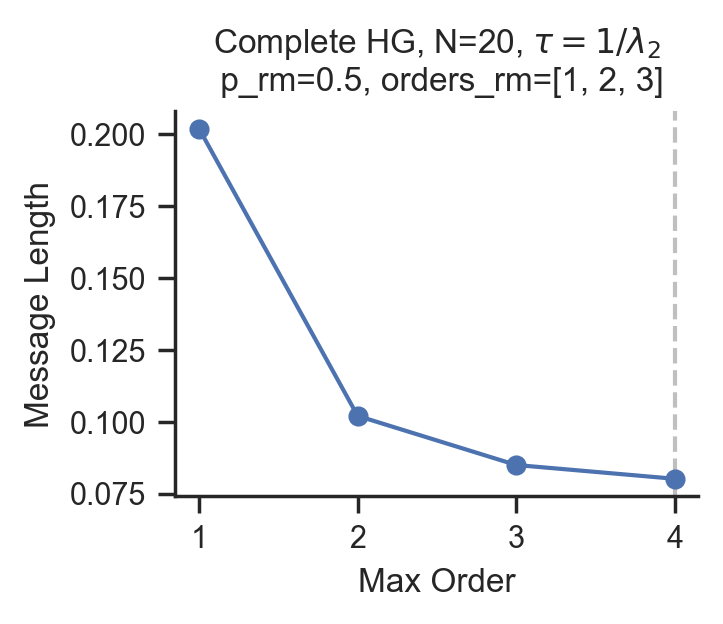 Complete HG, N=20, τ = 1/λ₂
p_rm=0.5, orders_rm=[1, 2, 3]
Message Length
0.200
0.175
0.150
0.125
0.100
0.075
1 2 3 4
Max Order